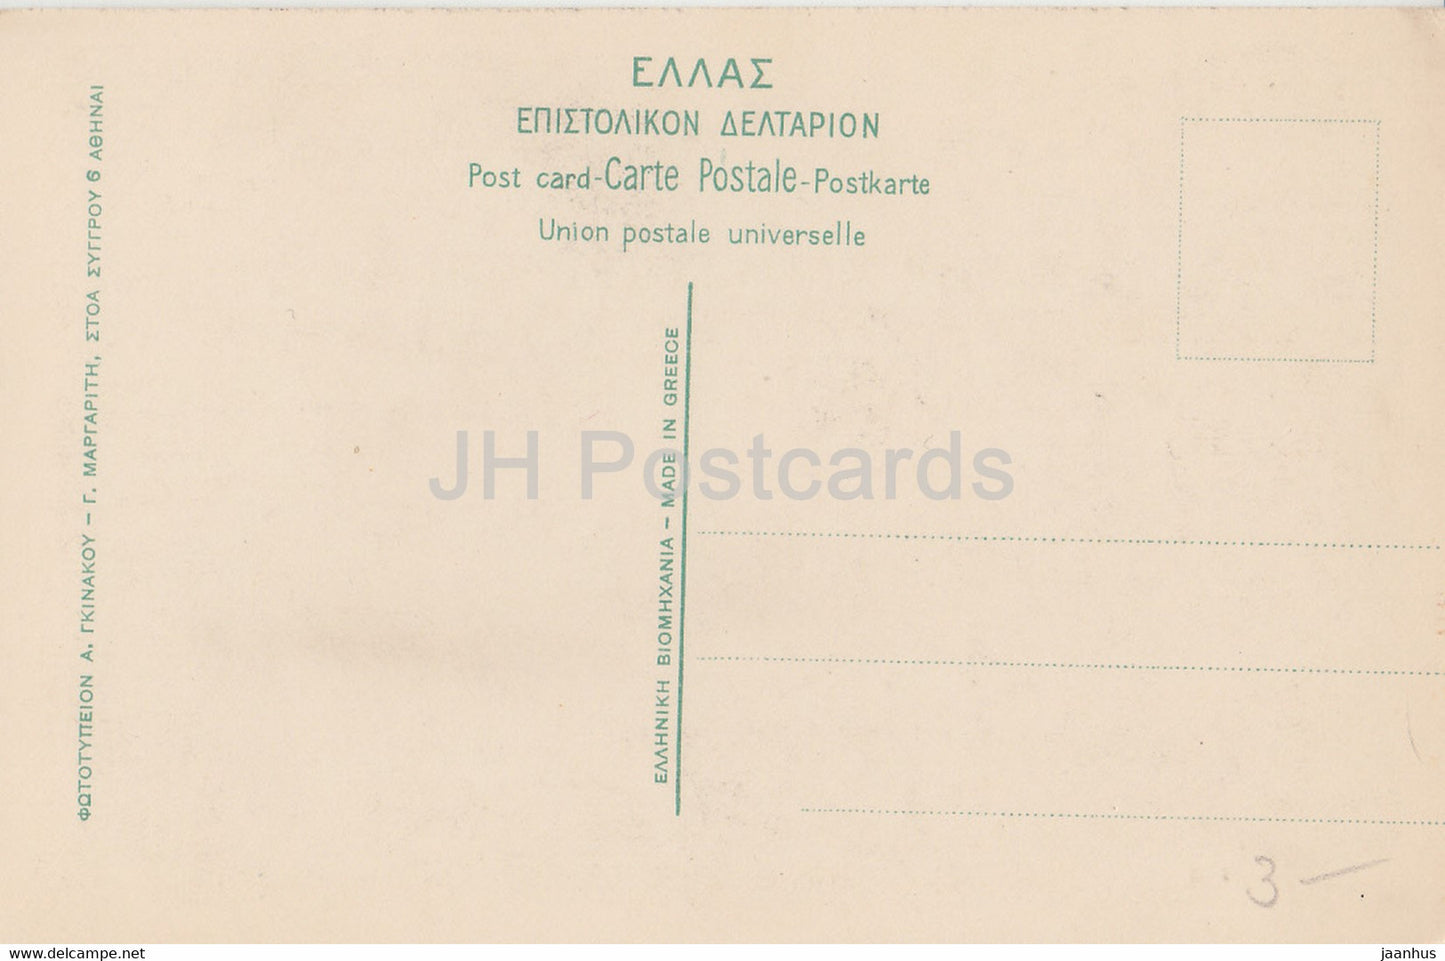 ΕΛΛΑΣ
ΕΠΙΣΤΟΛΙΚΟΝ ΔΕΛΤΑΡΙΟΝ
Post card-Carte Postale-Postkarte
Union postale universelle
ΦΩΤΟΤΥΠΕΙΟΝ Α. ΓΚΙΝΑΚΟΥ – Γ. ΜΑΡΓΑΡΙΤΗ, ΣΤΟΑ ΣΥΓΓΡΟΥ 6 ΑΘΗΝΑΙ
ΕΛΛΗΝΙΚΗ ΒΙΟΜΗΧΑΝΙΑ – MADE IN GREECE
JH Postcards
3 —
www.delcampe.net
jaanhus